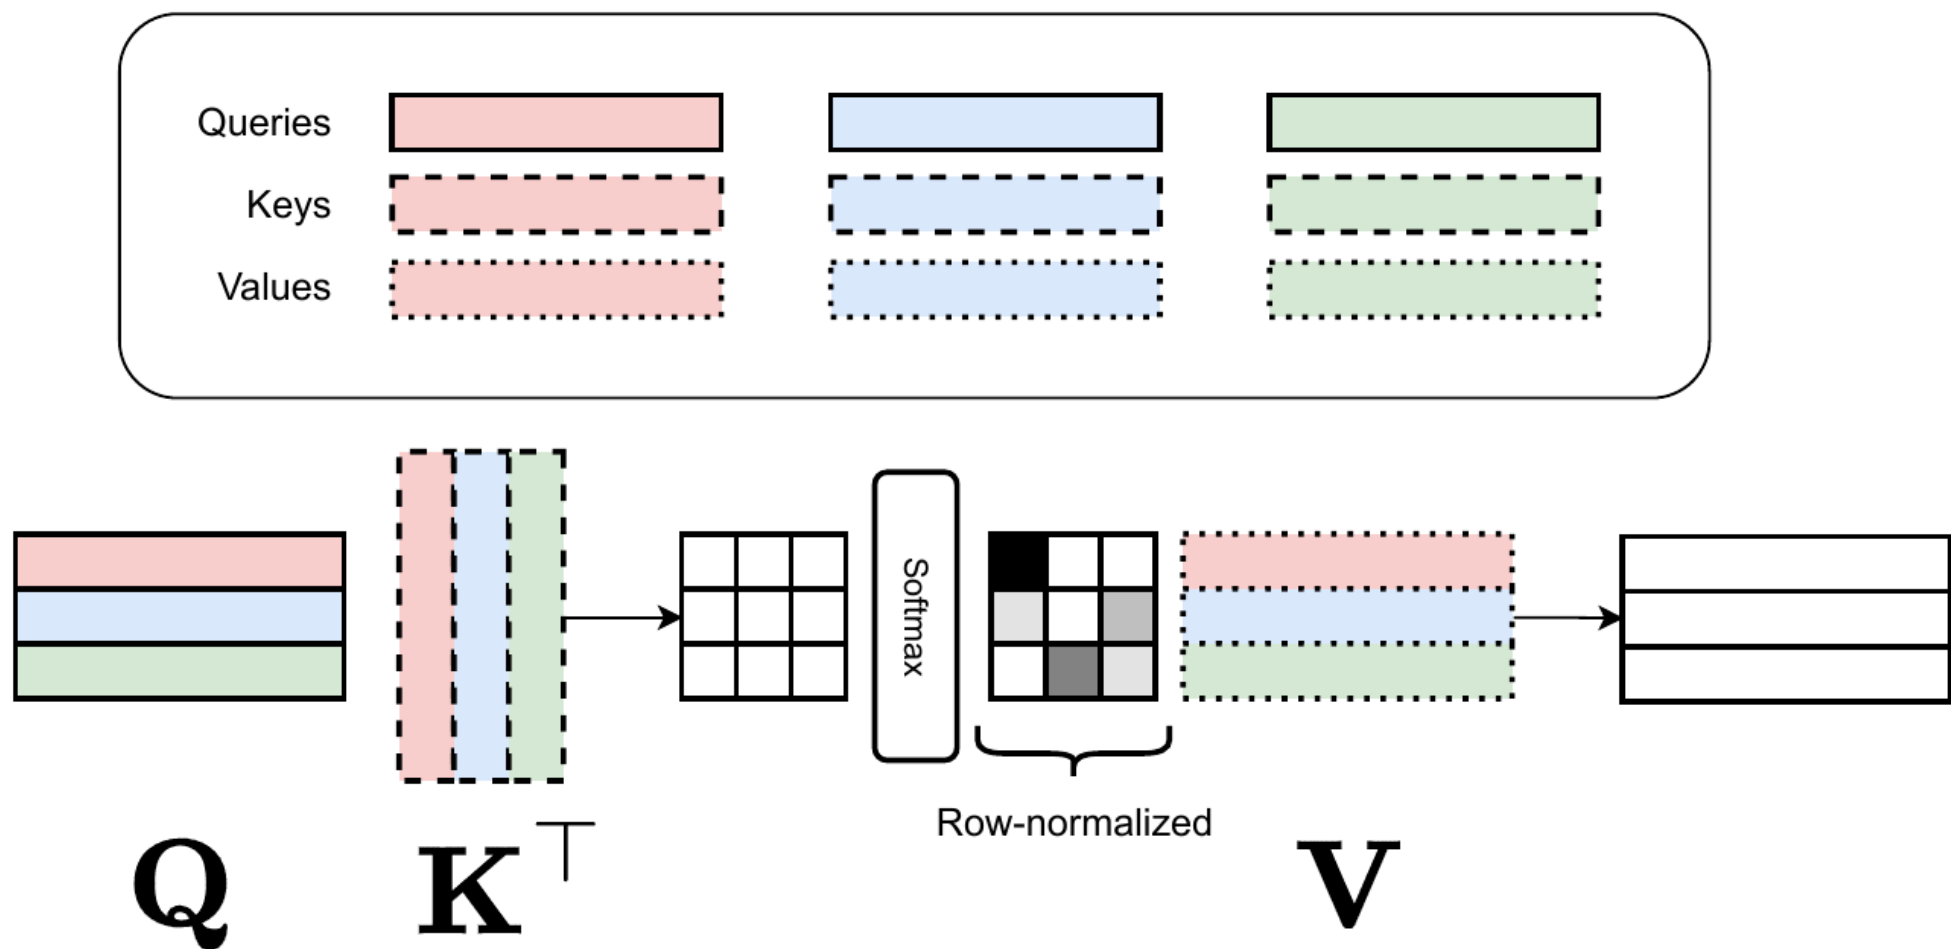 Queries
Keys
Values
Softmax
Row-normalized
Q
K⊤
V